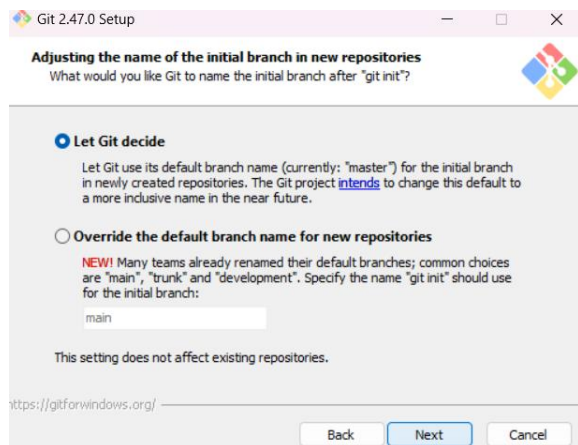 Git 2.47.0 Setup
Adjusting the name of the initial branch in new repositories
What would you like Git to name the initial branch after "git init"?
Let Git decide
Let Git use its default branch name (currently: "master") for the initial branch
in newly created repositories. The Git project intends to change this default to
a more inclusive name in the near future.
Override the default branch name for new repositories
NEW! Many teams already renamed their default branches; common choices
are "main", "trunk" and "development". Specify the name "git init" should use
for the initial branch:
main
This setting does not affect existing repositories.
https://gitforwindows.org/
Back Next Cancel